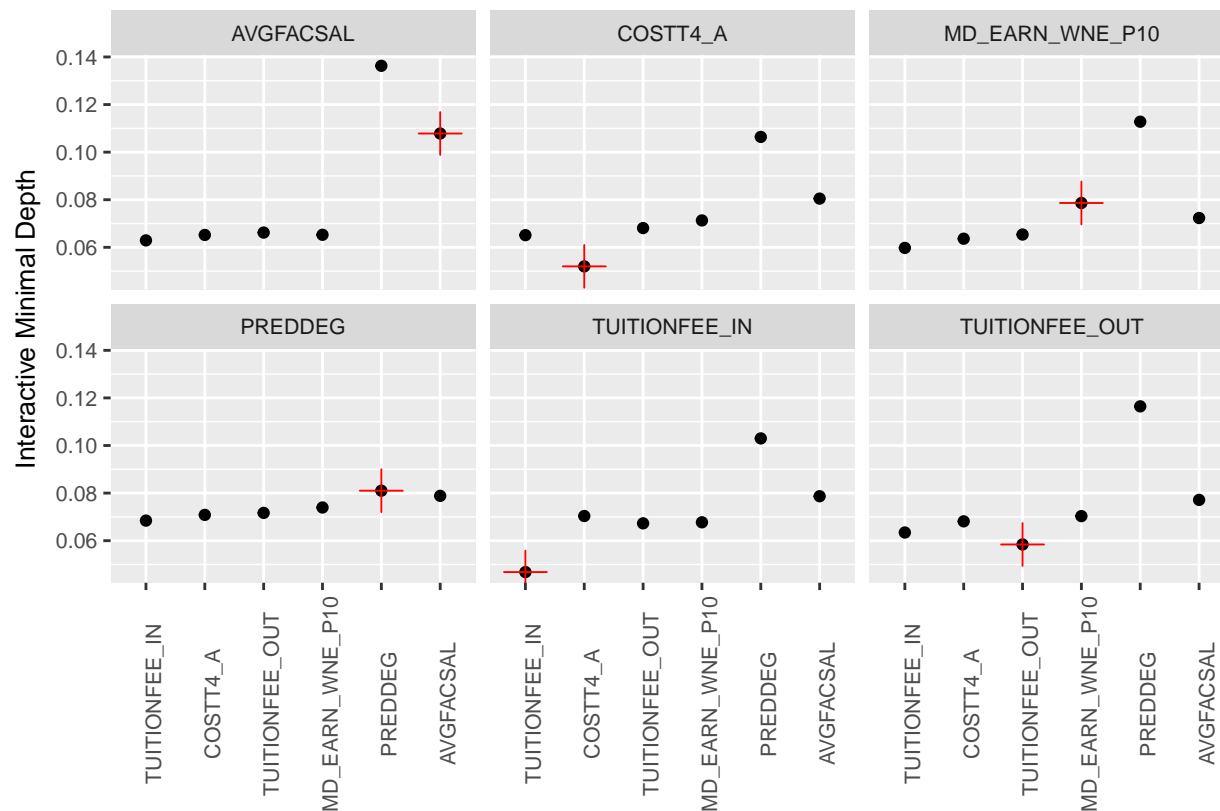 AVGFACSAL
COSTT4_A
MD_EARN_WNE_P10
0.14
0.12
0.10
0.08
0.06
PREDDEG
TUITIONFEE_IN
TUITIONFEE_OUT
0.14
0.12
0.10
0.08
0.06
Interactive Minimal Depth
TUITIONFEE_IN
COSTT4_A
TUITIONFEE_OUT
MD_EARN_WNE_P10
PREDDEG
AVGFACSAL
TUITIONFEE_IN
COSTT4_A
TUITIONFEE_OUT
MD_EARN_WNE_P10
PREDDEG
AVGFACSAL
TUITIONFEE_IN
COSTT4_A
TUITIONFEE_OUT
MD_EARN_WNE_P10
PREDDEG
AVGFACSAL